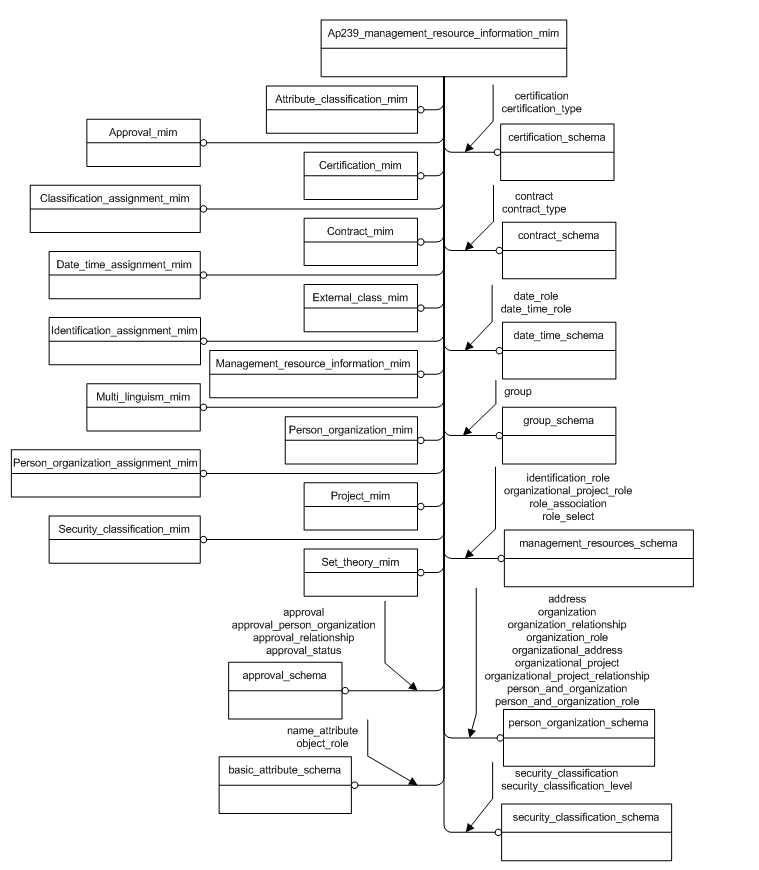 Ap239_management_resource_information_mim
Attribute_classification_mim
certification
certification_type
Approval_mim
certification_schema
Certification_mim
Classification_assignment_mim
contract
contract_type
Contract_mim
contract_schema
Date_time_assignment_mim
External_class_mim
date_role
date_time_role
Identification_assignment_mim
date_time_schema
Management_resource_information_mim
Multi_linguism_mim
group
Person_organization_mim
group_schema
Person_organization_assignment_mim
identification_role
organizational_project_role
role_association
role_select
Project_mim
Security_classification_mim
management_resources_schema
Set_theory_mim
address
organization
organization_relationship
organization_role
organizational_address
organizational_project
organizational_project_relationship
person_and_organization
person_and_organization_role
approval
approval_person_organization
approval_relationship
approval_status
approval_schema
person_organization_schema
name_attribute
object_role
basic_attribute_schema
security_classification
security_classification_level
security_classification_schema